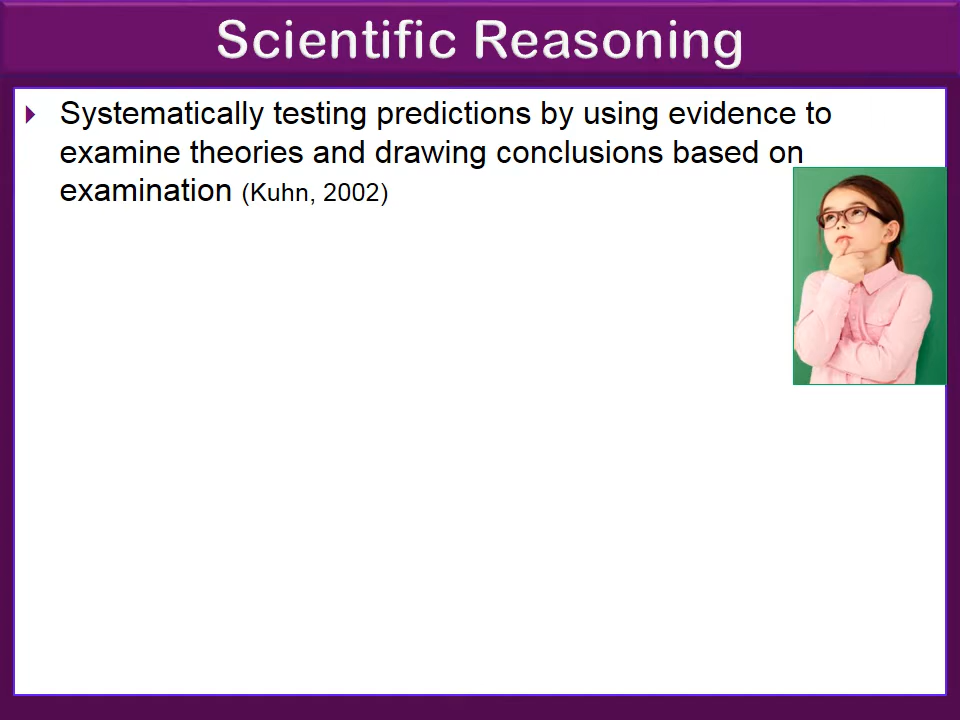 Scientific Reasoning
Systematically testing predictions by using evidence to
examine theories and drawing conclusions based on
examination (Kuhn, 2002)